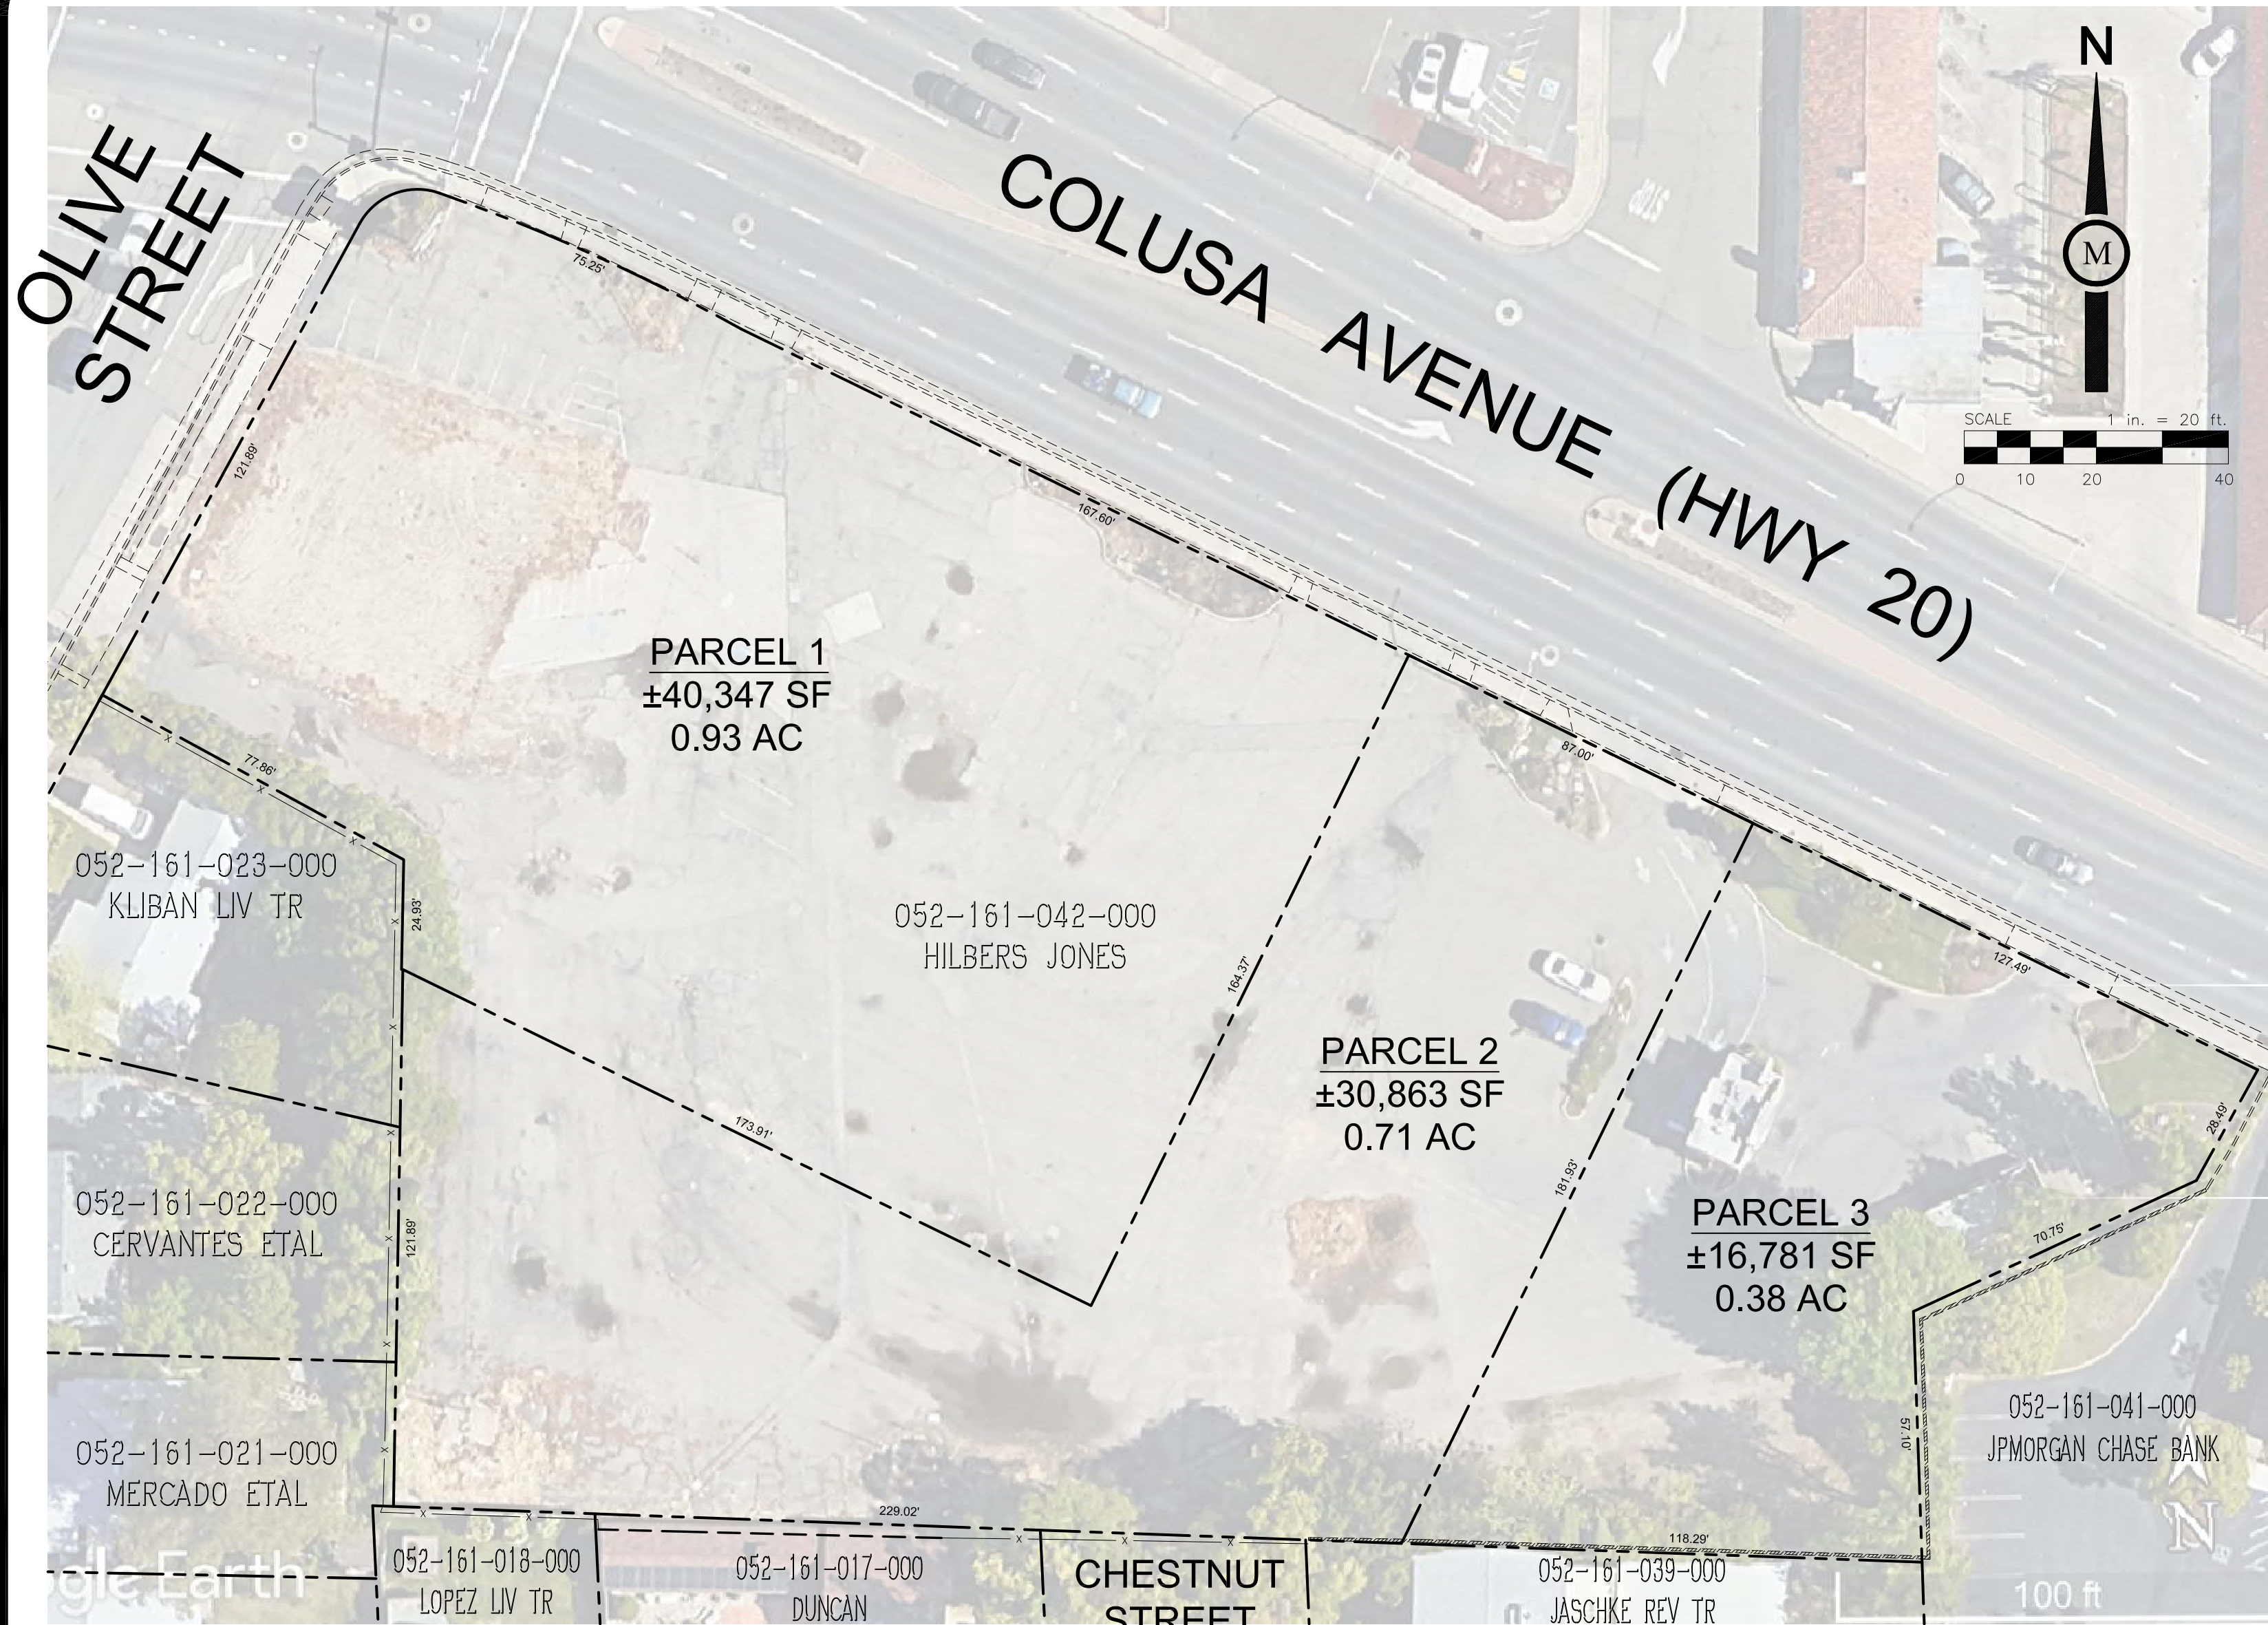 N
M
OLIVE
STREET
COLUSA AVENUE (HWY 20)
SCALE 1 in. = 20 ft.
0 10 20 40
75.25'
121.89'
167.60'
PARCEL 1
±40,347 SF
0.93 AC
87.00'
77.86'
052-161-023-000
KLIBAN LIV TR
24.93'
052-161-042-000
HILBERS JONES
164.37'
127.49'
PARCEL 2
±30,863 SF
0.71 AC
173.91'
28.49'
181.93'
052-161-022-000
CERVANTES ETAL
121.89'
PARCEL 3
±16,781 SF
0.38 AC
70.75'
052-161-041-000
JPMORGAN CHASE BANK
57.10'
052-161-021-000
MERCADO ETAL
229.02'
118.29'
N
052-161-018-000
LOPEZ LIV TR
052-161-017-000
DUNCAN
CHESTNUT
STREET
052-161-039-000
JASCHKE REV TR
ogle Earth
100 ft